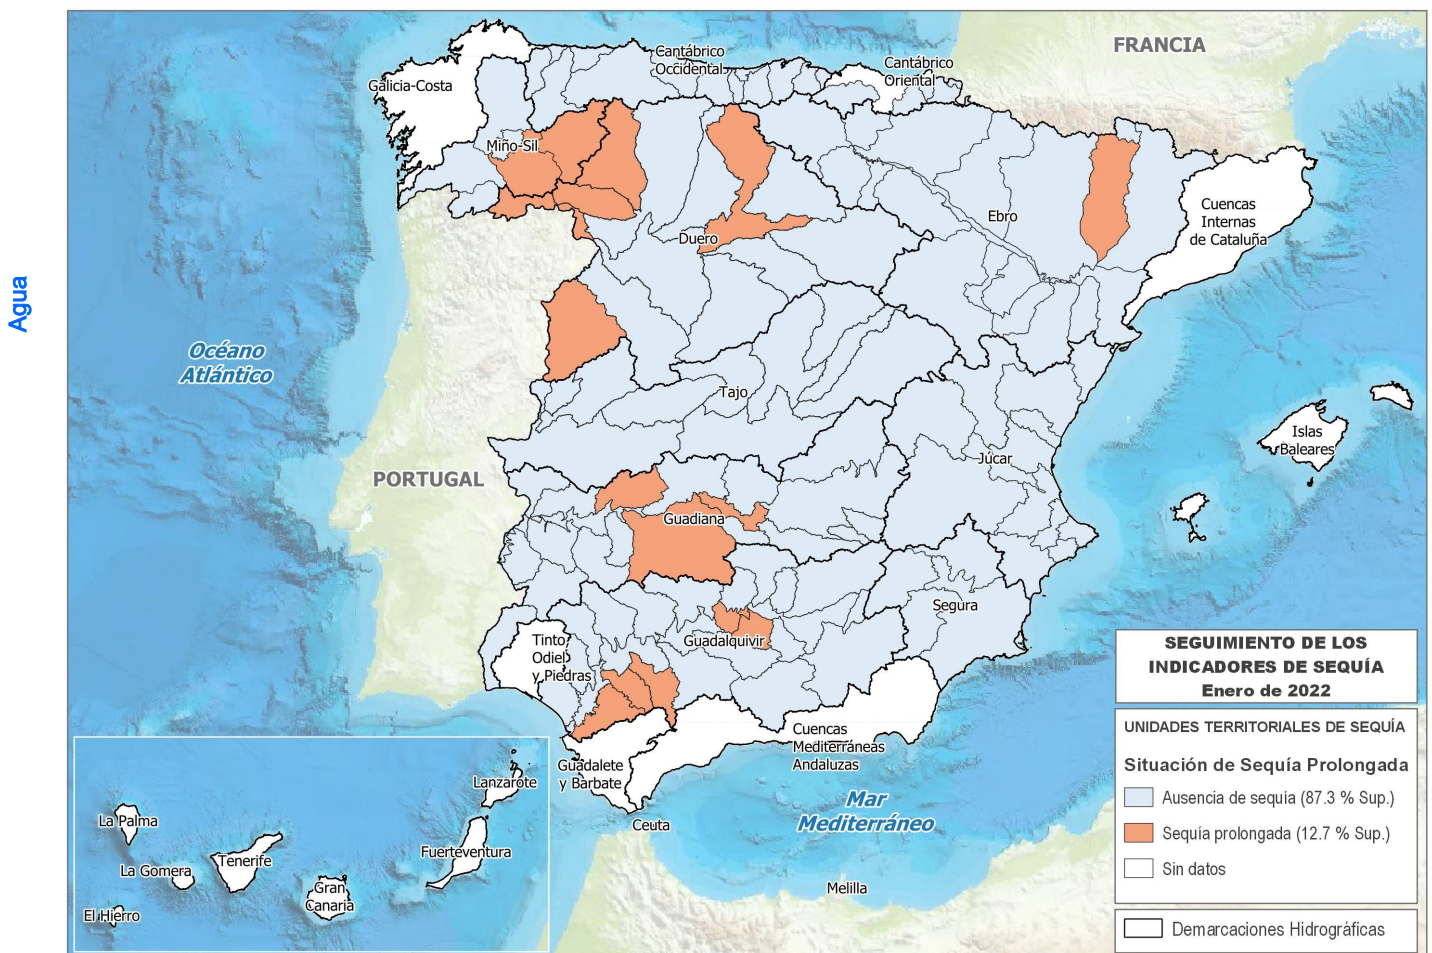 Agua
FRANCIA
Cantábrico
Occidental
Cantábrico
Oriental
Galicia-Costa
Miño-Sil
Cuencas
Internas
de Cataluña
Ebro
Duero
Océano
Atlántico
Tajo
Islas
Baleares
Júcar
PORTUGAL
Guadiana
Segura
Tinto,
Odiel
y Piedras
Guadalquivir
Cuencas
Mediterráneas
Andaluzas
Guadalete
y Barbate
Mar
Mediterráneo
Ceuta
Melilla
Lanzarote
La Palma
Fuerteventura
Tenerife
La Gomera
Gran
Canaria
El Hierro
SEGUIMIENTO DE LOS
INDICADORES DE SEQUÍA
Enero de 2022
UNIDADES TERRITORIALES DE SEQUÍA
Situación de Sequía Prolongada
Ausencia de sequía (87.3 % Sup.)
Sequía prolongada (12.7 % Sup.)
Sin datos
Demarcaciones Hidrográficas